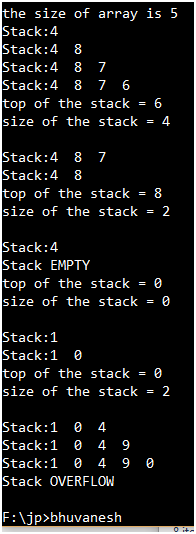 the size of array is 5
Stack:4
Stack:4  8
Stack:4  8  7
Stack:4  8  7  6
top of the stack = 6
size of the stack = 4
Stack:4  8  7
Stack:4  8
top of the stack = 8
size of the stack = 2
Stack:4
Stack EMPTY
top of the stack = 0
size of the stack = 0
Stack:1
Stack:1  0
top of the stack = 0
size of the stack = 2
Stack:1  0  4
Stack:1  0  4  9
Stack:1  0  4  9  0
Stack OVERFLOW
F:\jp>bhuvanesh